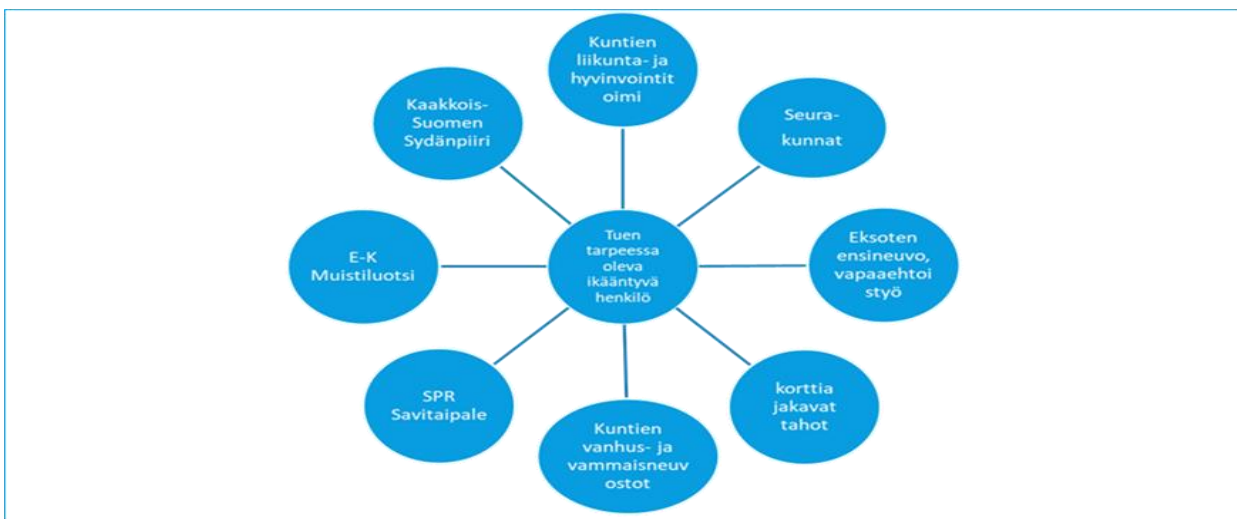 Kuntien
liikunta- ja
hyvinvointit
oimi
Kaakkois-
Suomen
Sydänpiiri
Seura-
kunnat
Tuen
tarpeessa
oleva
ikääntyvä
henkilö
E-K
Muistiluotsi
Eksoten
ensineuvo,
vapaaehtoi
styö
SPR
Savitaipale
korttia
jakavat
tahot
Kuntien
vanhus- ja
vammaisneuv
ostot